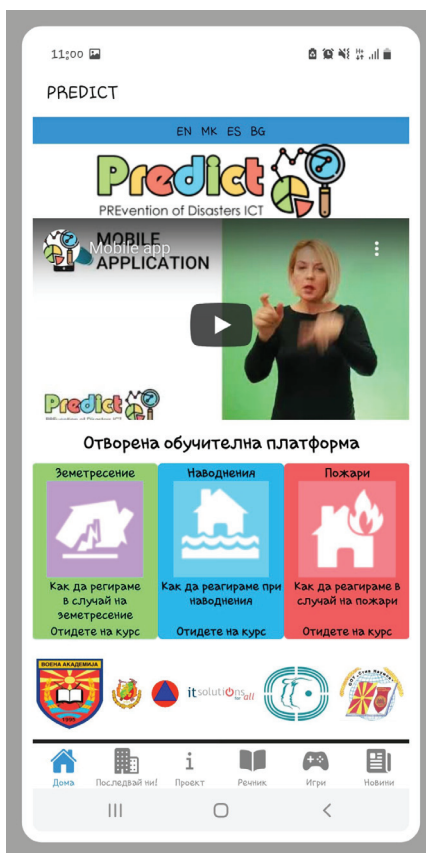 11:00
PREDICT
EN MK ES BG
Predict
PREvention of Disasters ICT
Mobile app
MOBILE
APPLICATION
Predict
Отворена обучителна платформа
Земетресение
Наводнения
Пожари
Как да регираме
в случай на
земетресение
Как да реагираме при
наводнения
Как да реагираме в
случай на пожари
Отидете на курс
Отидете на курс
Отидете на курс
ВОЕНА АКАДЕМИЈА
1995
itsolutions
for all
Дома
Последвай ни!
Проект
Речник
Игри
Новини